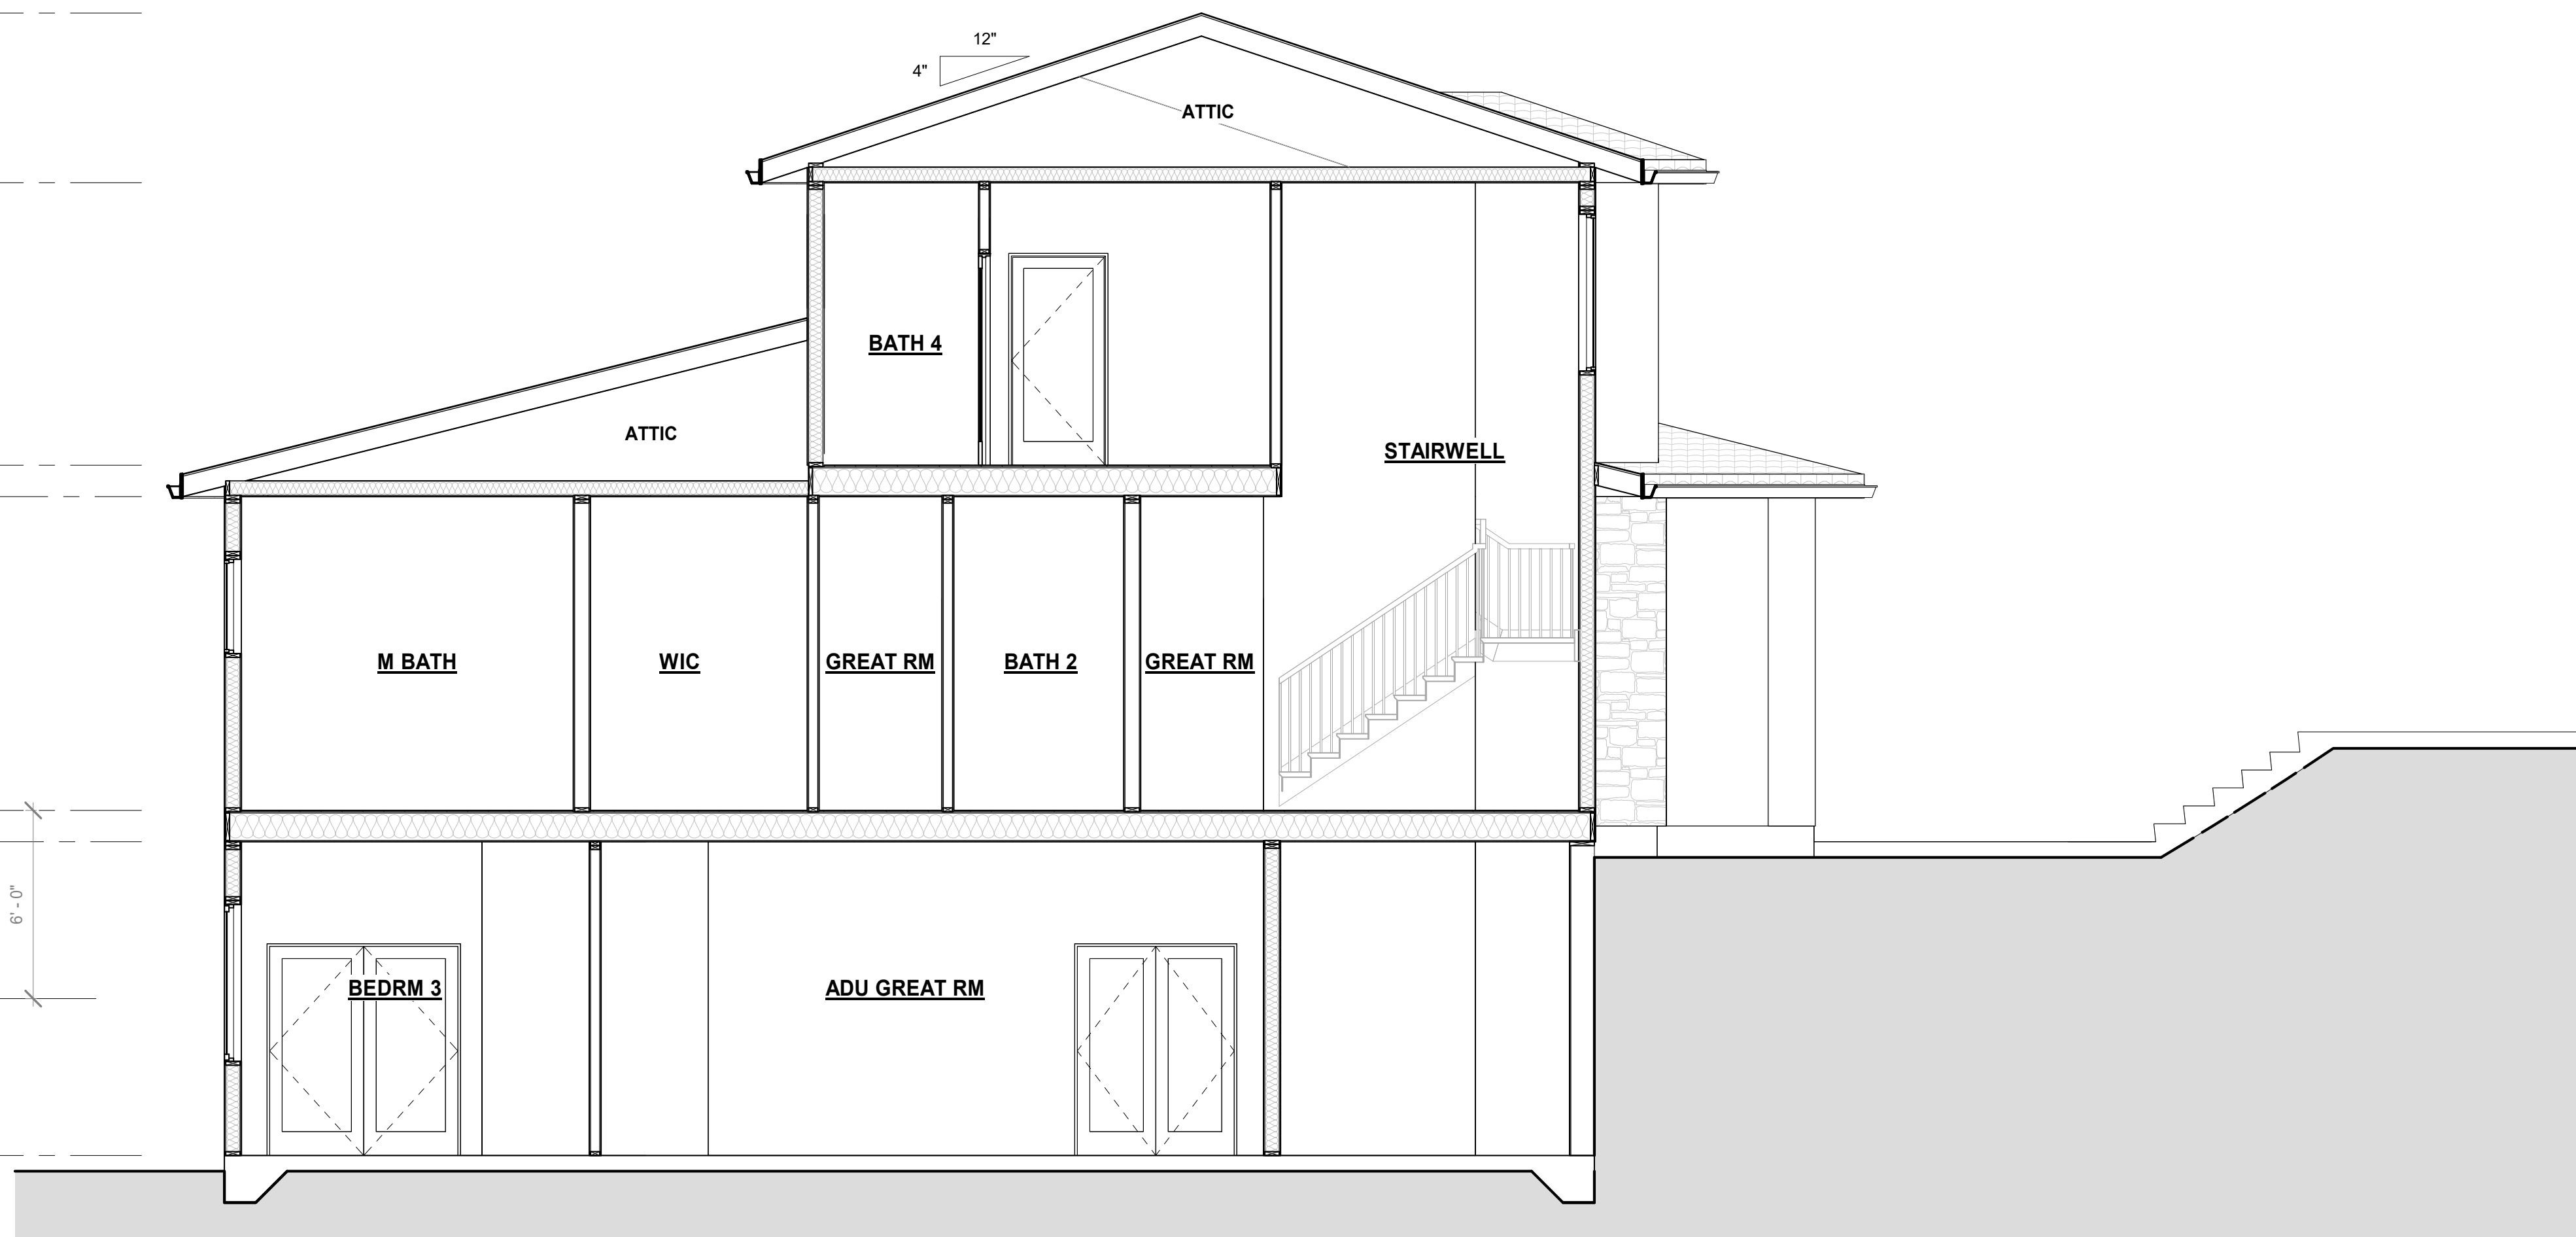 12"
4"
ATTIC
BATH 4
ATTIC
STAIRWELL
M BATH
WIC
GREAT RM
BATH 2
GREAT RM
6' - 0"
BEDRM 3
ADU GREAT RM